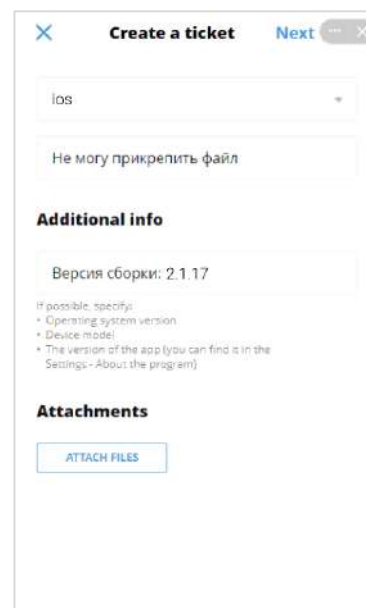 Create a ticket Next
ios
Не могу прикрепить файл
Additional info
Версия сборки: 2.1.17
If possible, specify:
• Operating system version
• Device model
• The version of the app (you can find it in the
Settings - About the program)
Attachments
ATTACH FILES